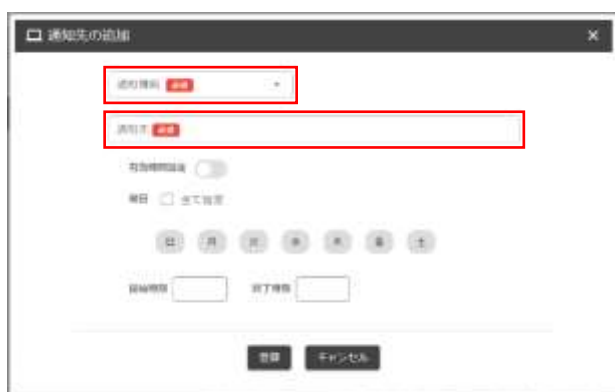 通知先の追加 ×
通知種別 必須
通知先 必須
有効時間設定
曜日 全て指定
日 月 火 水 木 金 土
開始時間 終了時間
登録 キャンセル